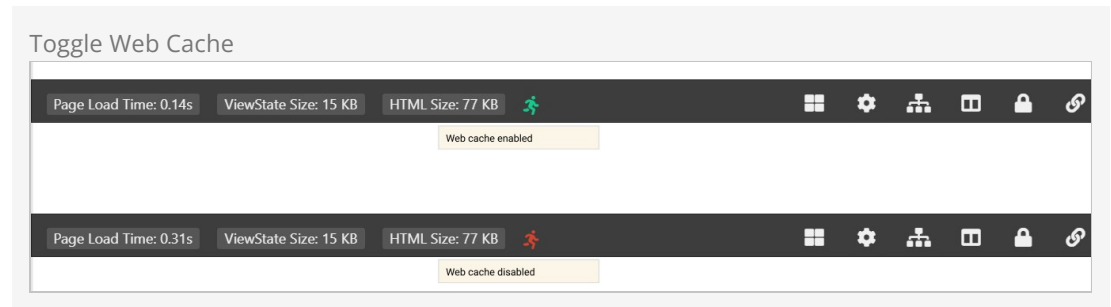 Toggle Web Cache
Page Load Time: 0.14s ViewState Size: 15 KB HTML Size: 77 KB
Web cache enabled
Page Load Time: 0.31s ViewState Size: 15 KB HTML Size: 77 KB
Web cache disabled